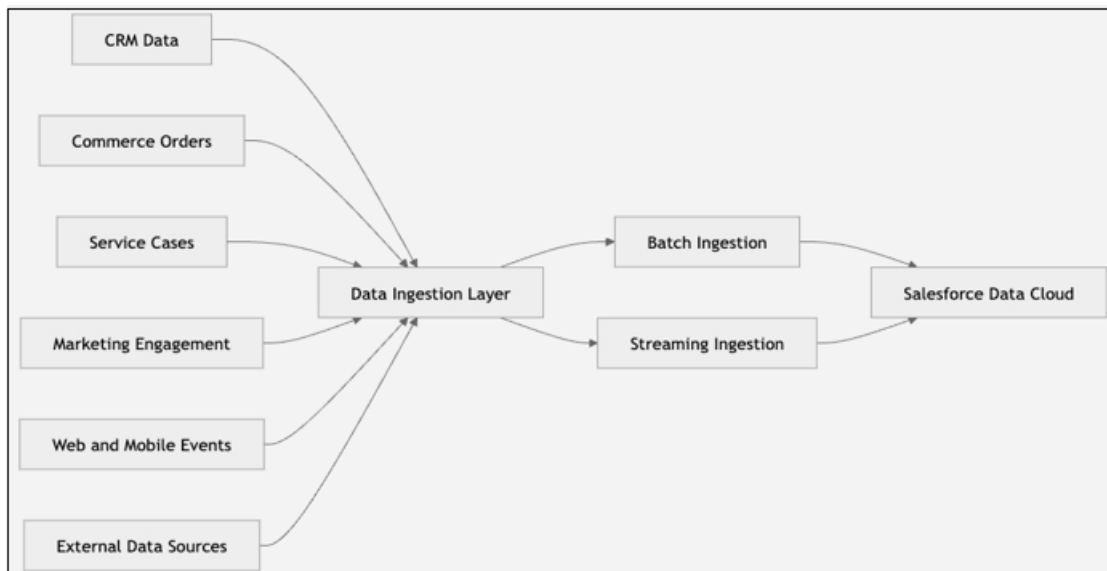 CRM Data
Commerce Orders
Service Cases
Marketing Engagement
Web and Mobile Events
External Data Sources
Data Ingestion Layer
Batch Ingestion
Streaming Ingestion
Salesforce Data Cloud